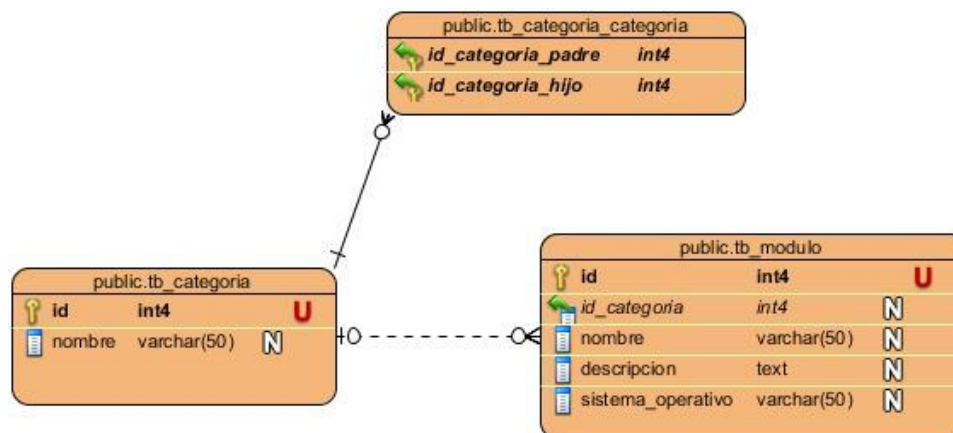 public.tb_categoria_categoria
id_categoria_padre int4
id_categoria_hijo int4
public.tb_categoria
id int4 U
nombre varchar(50) N
public.tb_modulo
id int4 U
id_categoria int4 N
nombre varchar(50) N
descripcion text N
sistema_operativo varchar(50) N